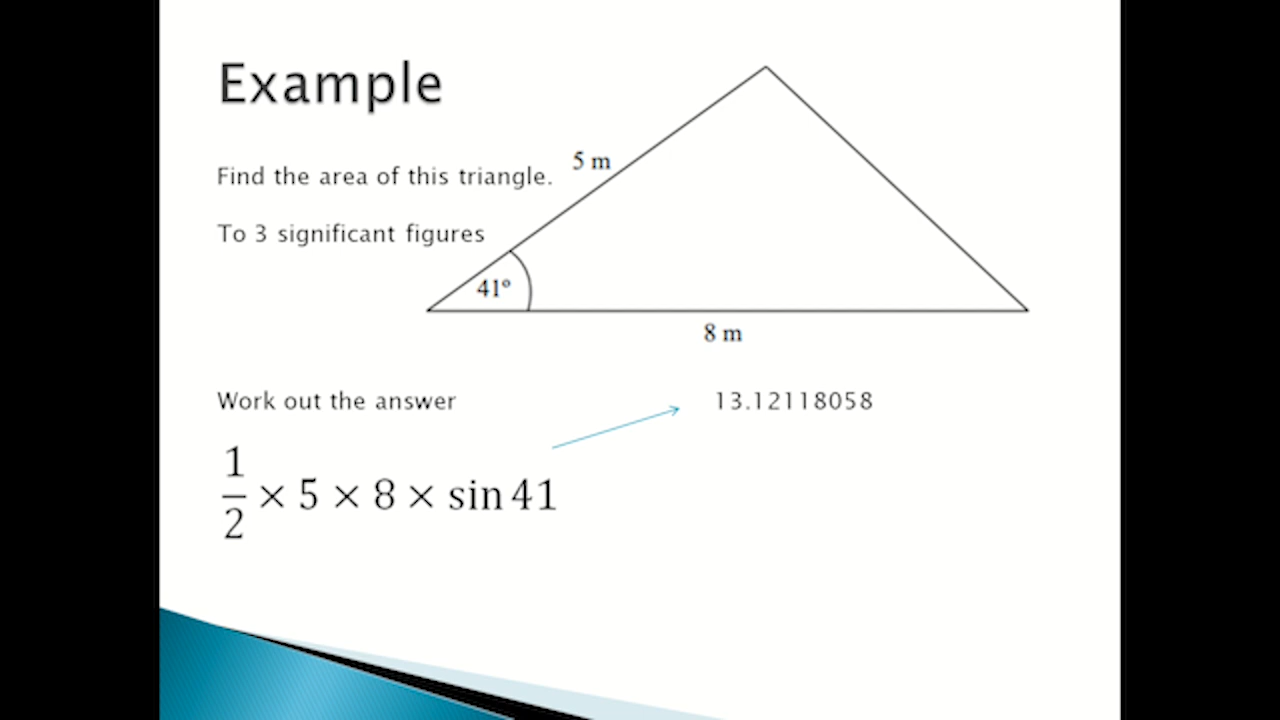 Example
5 m
Find the area of this triangle.
To 3 significant figures
41º
8 m
Work out the answer
13.12118058
1/2 × 5 × 8 × sin 41